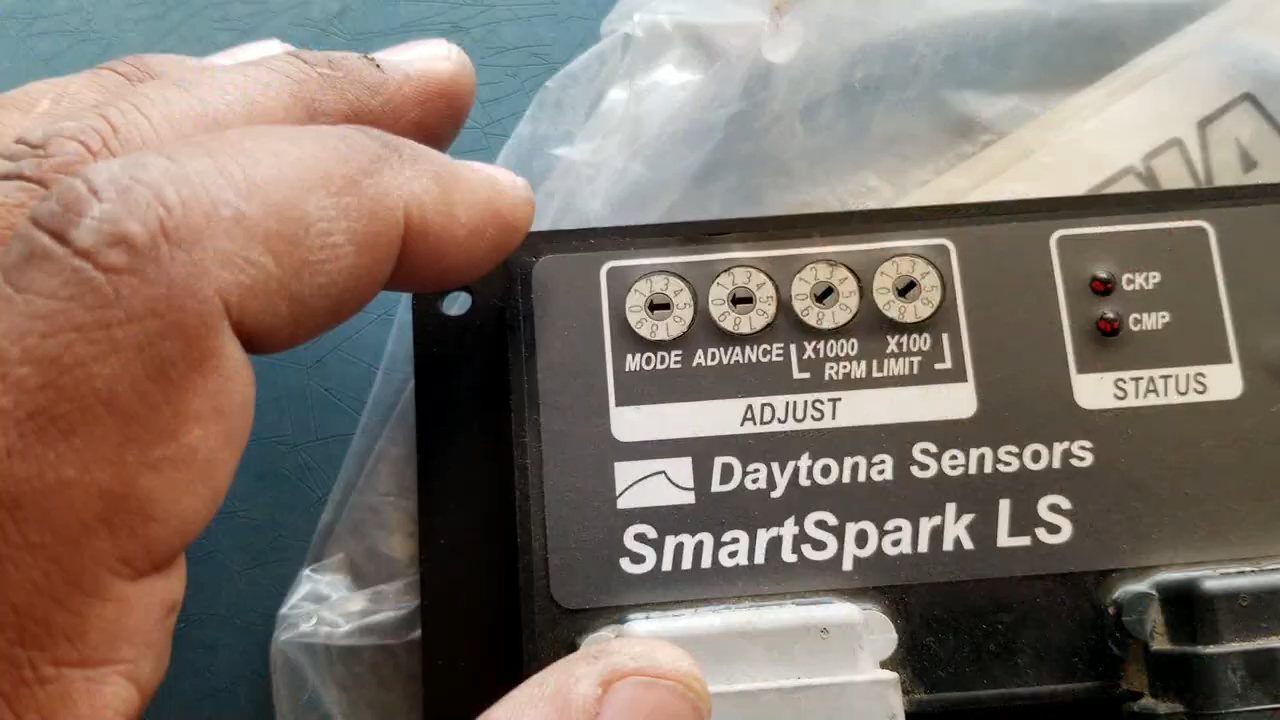 MODE ADVANCE X1000 X100
RPM LIMIT
ADJUST
CKP
CMP
STATUS
Daytona Sensors
SmartSpark LS